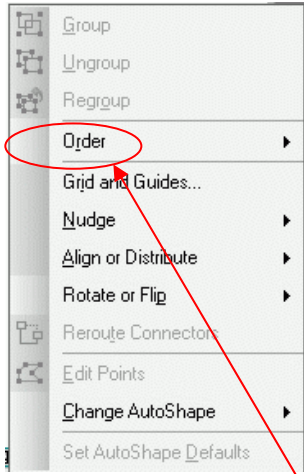 Group
Ungroup
Regroup
Order
Grid and Guides...
Nudge
Align or Distribute
Rotate or Flip
Reroute Connectors
Edit Points
Change AutoShape
Set AutoShape Defaults